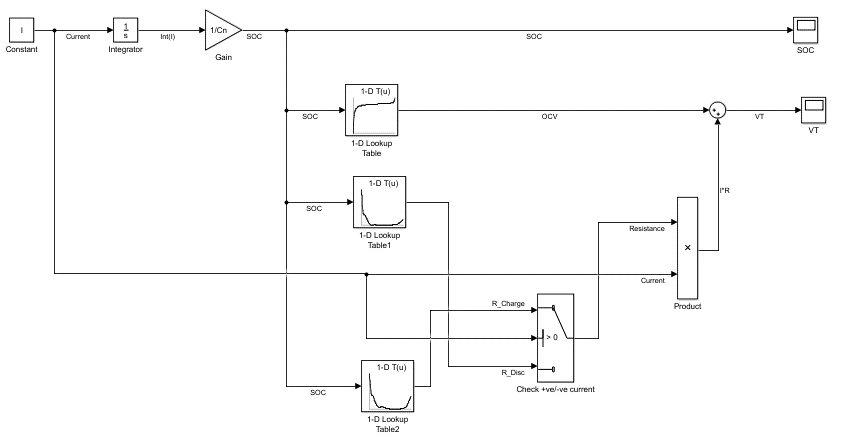 I
Constant
Current
1
s
Integrator
Int(I)
1/Cn
Gain
SOC
SOC
SOC
SOC
1-D T(u)
1-D Lookup
Table
OCV
VT
VT
SOC
1-D T(u)
1-D Lookup
Table1
I*R
Resistance
×
Current
Product
R_Charge
> 0
R_Disc
Check +ve/-ve current
SOC
1-D T(u)
1-D Lookup
Table2